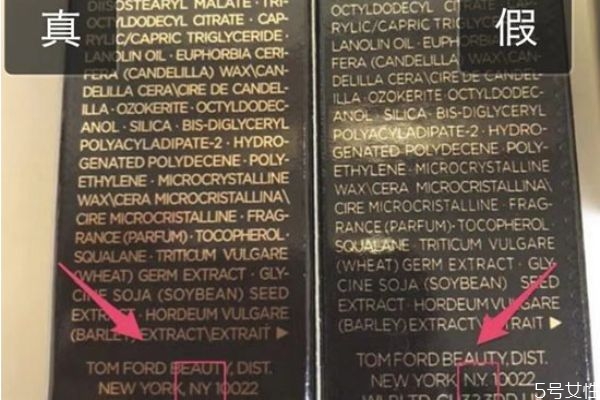 真
DIISOSTEARYL MALATE · TRI-
OCTYLDODECYL CITRATE · CAP-
RYLIC/CAPRIC TRIGLYCERIDE ·
LANOLIN OIL · EUPHORBIA CERI-
FERA (CANDELILLA) WAX\CAN-
DELILLA CERA\CIRE DE CANDEL-
ILLA · OZOKERITE · OCTYLDODEC-
ANOL · SILICA · BIS-DIGLYCERYL
POLYACYLADIPATE-2 · HYDRO-
GENATED POLYDECENE · POLY-
ETHYLENE · MICROCRYSTALLINE
WAX\CERA MICROCRISTALLINA\
CIRE MICROCRISTALLINE · FRAG-
RANCE (PARFUM) · TOCOPHEROL ·
SQUALANE · TRITICUM VULGARE
(WHEAT) GERM EXTRACT · GLY-
CINE SOJA (SOYBEAN) SEED
EXTRACT · HORDEUM VULGARE
(BARLEY) EXTRACT\EXTRAIT ▶
TOM FORD BEAUTY, DIST.
NEW YORK, NY 10022
假
OCTYLDODECYL CITRATE · CAP-
RYLIC/CAPRIC TRIGLYCERIDE ·
LANOLIN OIL · EUPHORBIA CERI-
FERA (CANDELILLA) WAX\CAN-
DELILLA CERA\CIRE DE CANDEL-
ILLA · OZOKERITE · OCTYLDODEC-
ANOL · SILICA · BIS-DIGLYCERYL
POLYACYLADIPATE-2 · HYDRO-
GENATED POLYDECENE · POLY-
ETHYLENE · MICROCRYSTALLINE
WAX\CERA MICROCRISTALLINA\
CIRE MICROCRISTALLINE · FRAG-
RANCE (PARFUM) · TOCOPHEROL ·
SQUALANE · TRITICUM VULGARE
(WHEAT) GERM EXTRACT · GLY-
CINE SOJA (SOYBEAN) SEED
EXTRACT · HORDEUM VULGARE
(BARLEY) EXTRACT\EXTRAIT ▶
TOM FORD BEAUTY, DIST.
NEW YORK, N.Y. 10022
5号女性